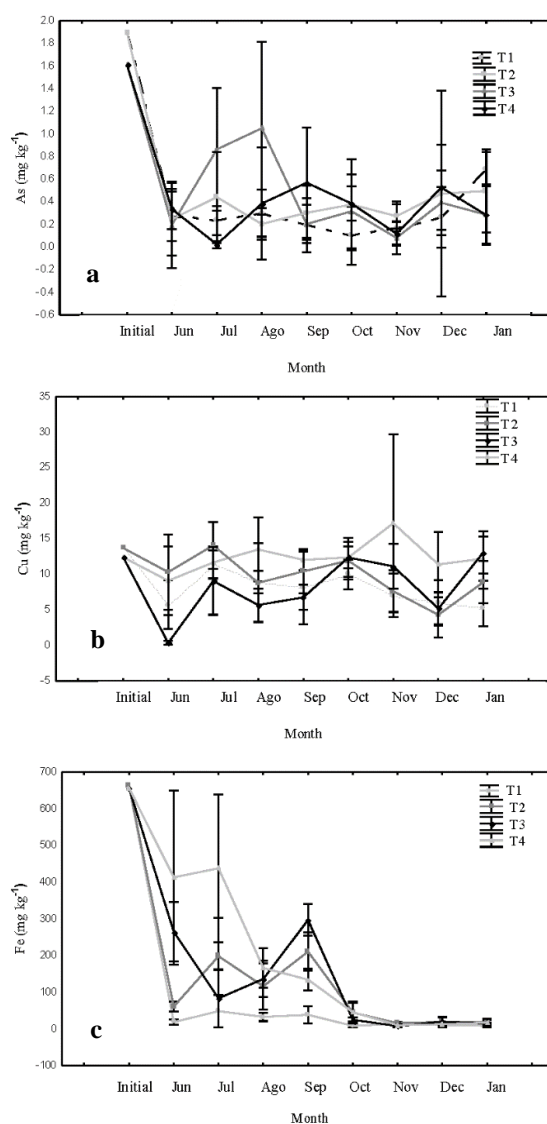 2.0
1.8
1.6
1.4
1.2
1.0
0.8
0.6
0.4
0.2
0.0
-0.2
-0.4
-0.6
As (mg kg-1)
T1
T2
T3
T4
a
Initial Jun Jul Ago Sep Oct Nov Dec Jan
Month
35
30
25
20
15
10
5
0
-5
Cu (mg kg-1)
T1
T2
T3
T4
b
Initial Jun Jul Ago Sep Oct Nov Dec Jan
Month
700
600
500
400
300
200
100
0
-100
Fe (mg kg-1)
T1
T2
T3
T4
c
Initial Jun Jul Ago Sep Oct Nov Dec Jan
Month